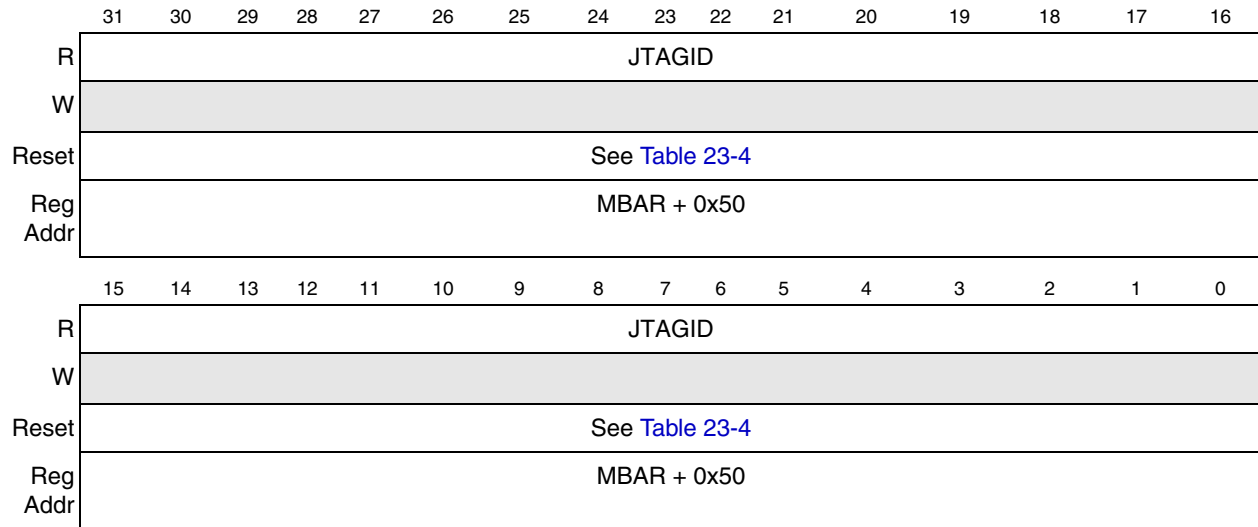 31 30 29 28 27 26 25 24 23 22 21 20 19 18 17 16
R JTAGID
W
Reset See Table 23-4
Reg MBAR + 0x50
Addr
15 14 13 12 11 10 9 8 7 6 5 4 3 2 1 0
R JTAGID
W
Reset See Table 23-4
Reg MBAR + 0x50
Addr